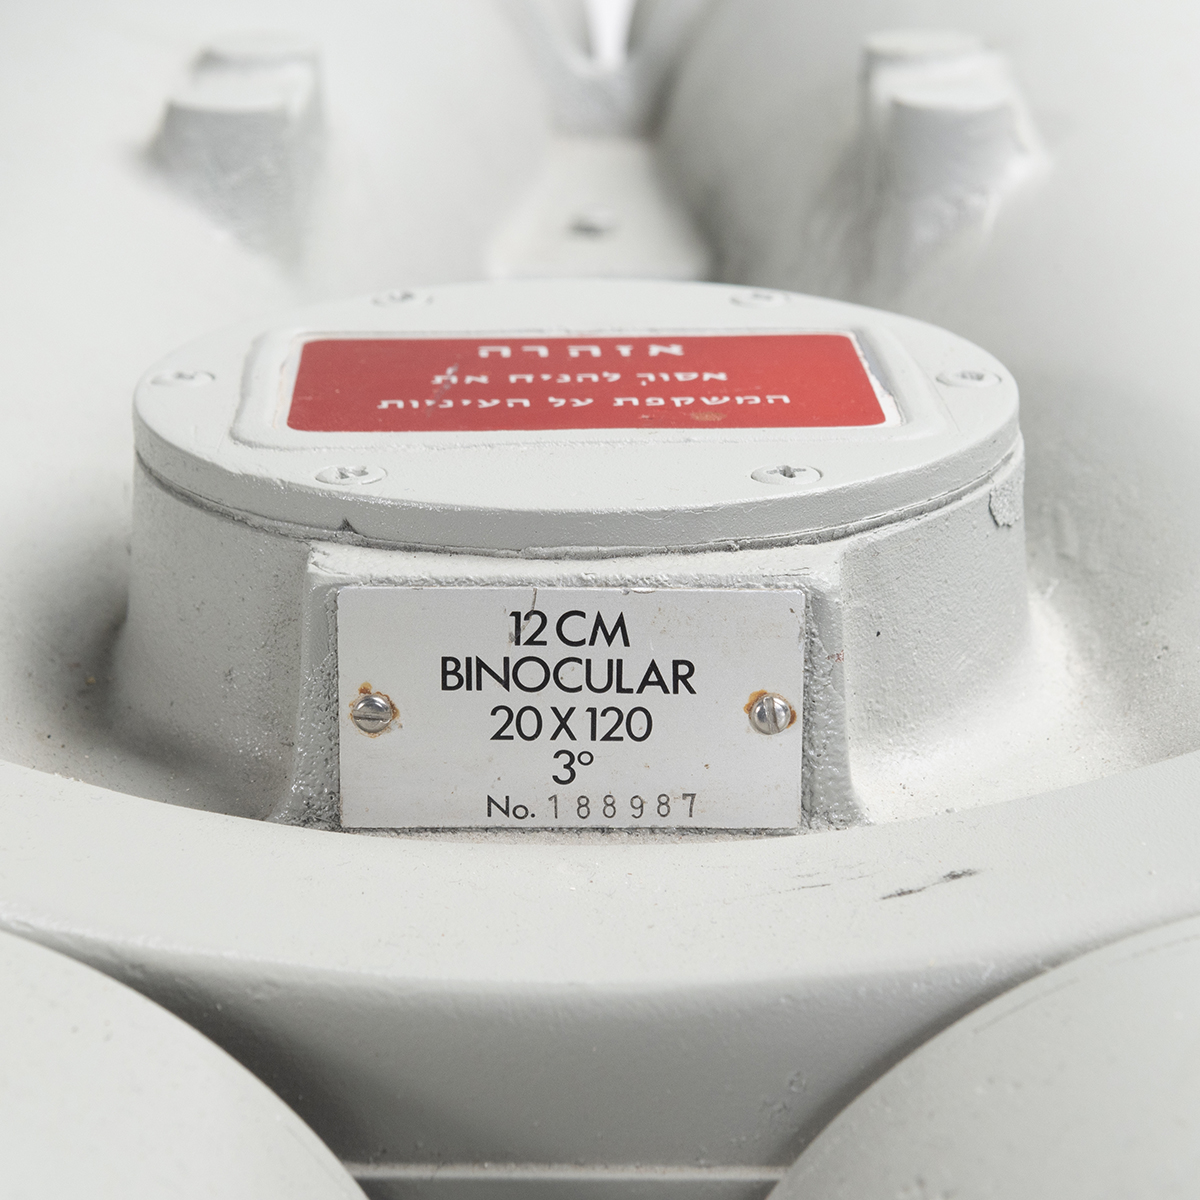 אזהרה
אסור להניח את
המשקפת על העיניות
12 CM
BINOCULAR
20 X 120
3°
No. 188987